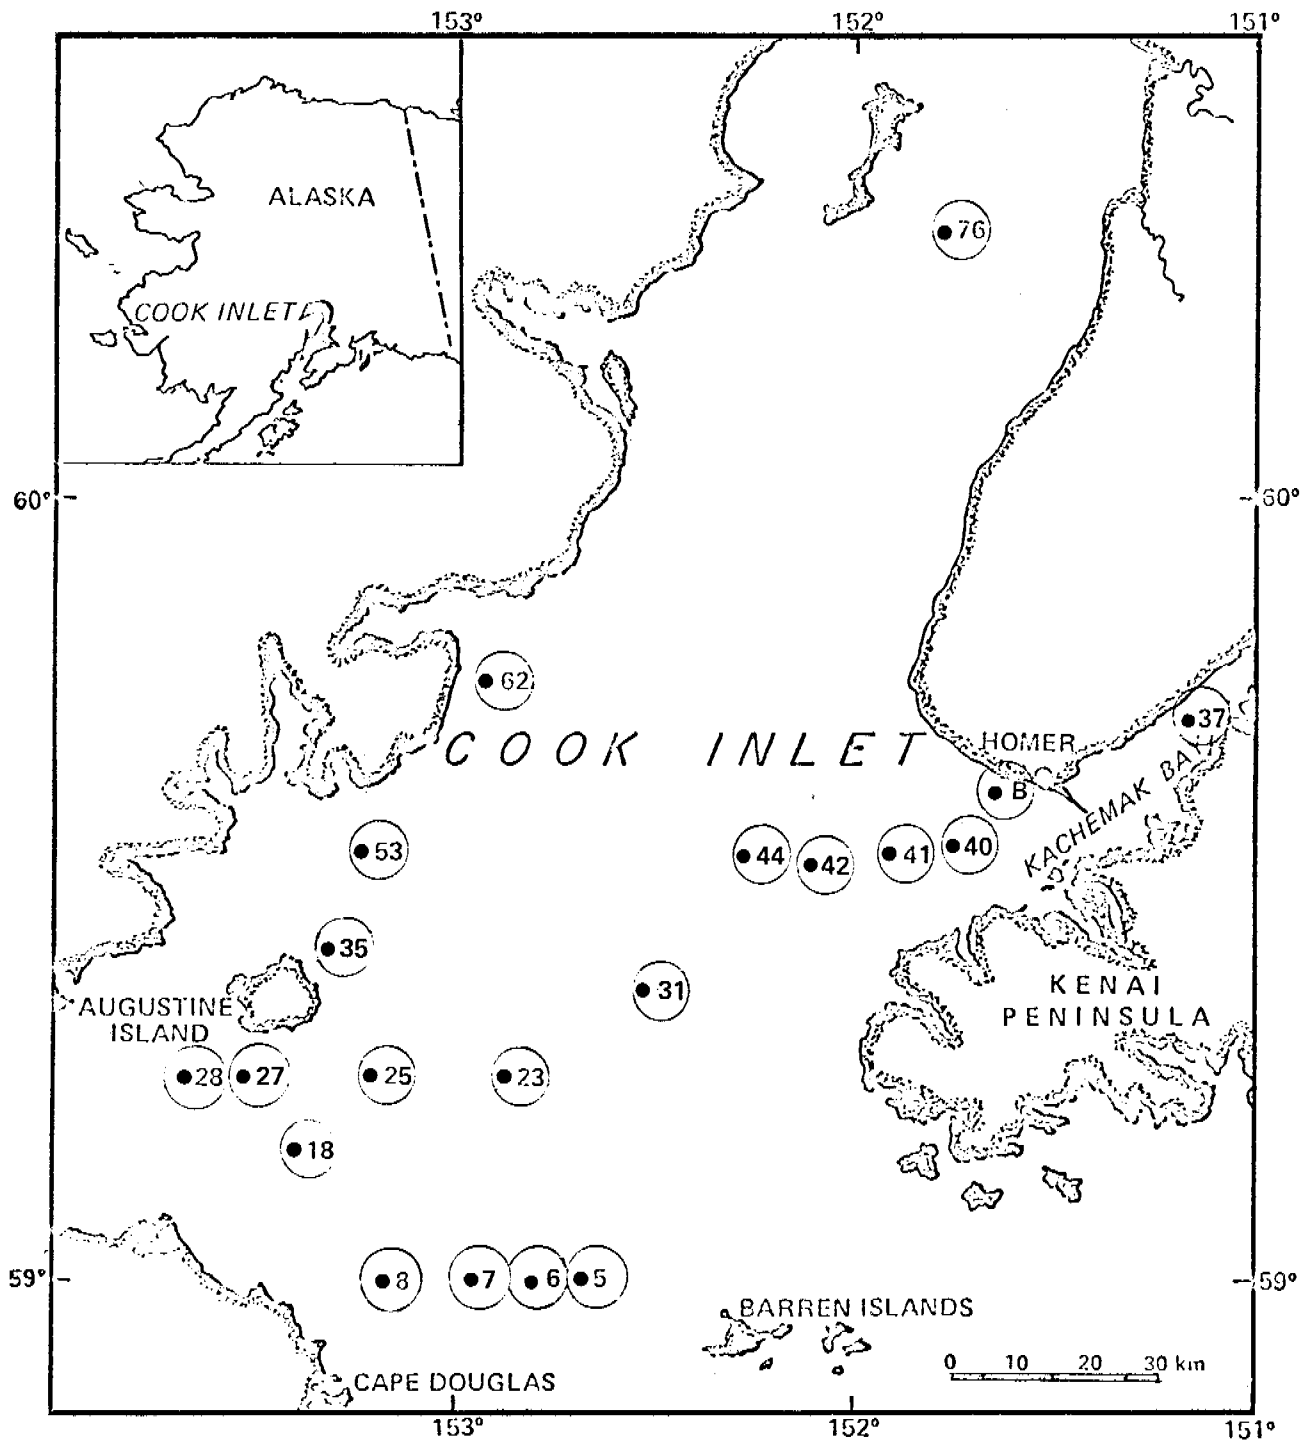 153° 152° 151°
ALASKA
76
COOK INLET
60° 60°
62
37
COOK INLET
HOMER
B
KACHEMAK BAY
53
44 42 41 40
35
31
KENAI
PENINSULA
AUGUSTINE
ISLAND
28 27 25 23
18
59° 8 7 6 5 59°
BARREN ISLANDS
0 10 20 30 km
CAPE DOUGLAS
153° 152° 151°